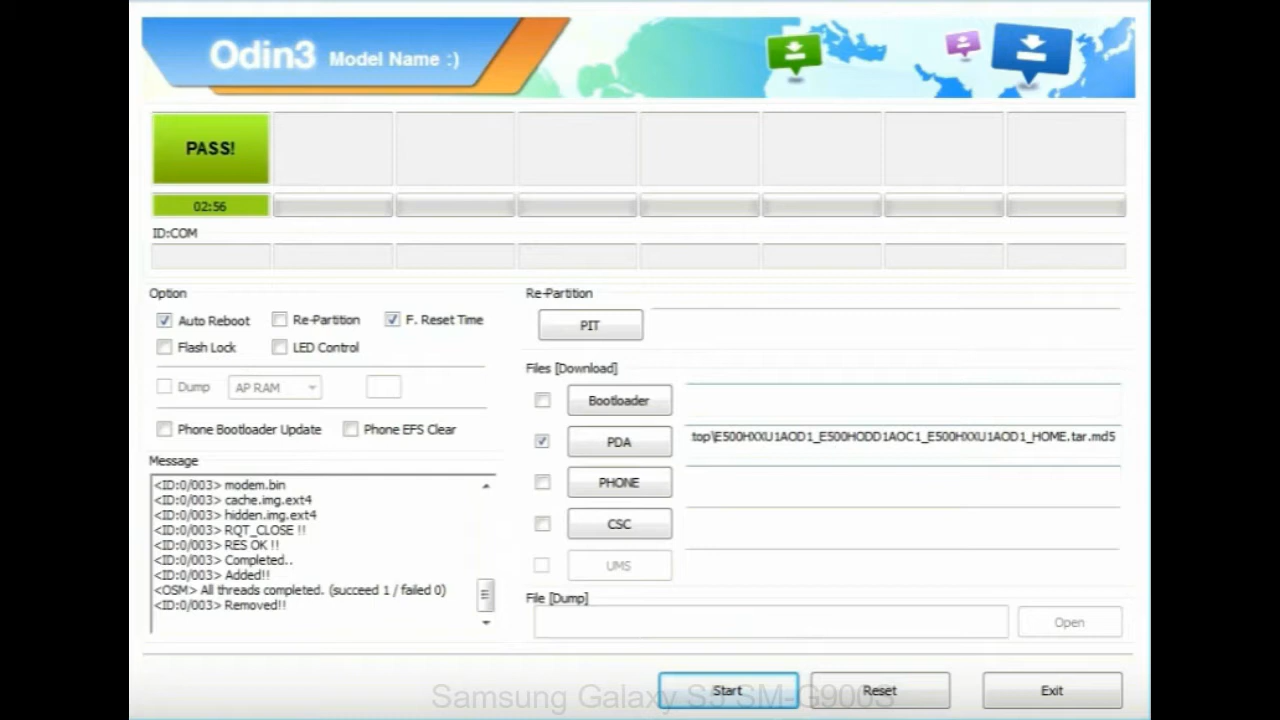 Odin3 Model Name :)
PASS!
02:56
ID:COM
Option
Auto Reboot Re-Partition F. Reset Time
Flash Lock LED Control
Dump AP RAM
Phone Bootloader Update Phone EFS Clear
Message
<ID:0/003> modem.bin
<ID:0/003> cache.img.ext4
<ID:0/003> hidden.img.ext4
<ID:0/003> RQT_CLOSE !!
<ID:0/003> RES OK !!
<ID:0/003> Completed..
<ID:0/003> Added!!
<OSM> All threads completed. (succeed 1 / failed 0)
<ID:0/003> Removed!!
Re-Partition
PIT
Files [Download]
Bootloader
PDA top\E500HXXU1AOD1_E500HODD1AOC1_E500HXXU1AOD1_HOME.tar.md5
PHONE
CSC
UMS
File [Dump]
Open
Start Reset Exit
Samsung Galaxy S5 SM-G900S